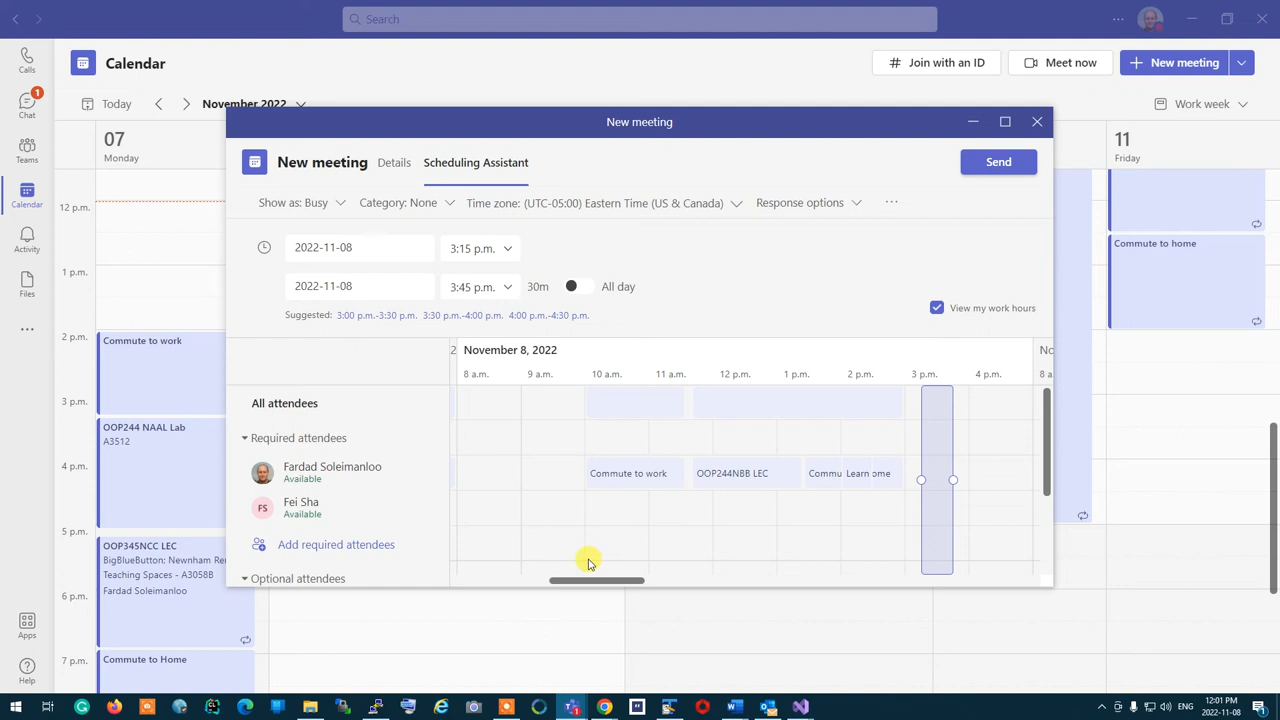 Search
Calendar
Join with an ID
Meet now
New meeting
Today
November 2022
Work week
Calls
Chat
1
Teams
Calendar
Activity
Files
Apps
Help
07
Monday
11
Friday
12 p.m.
1 p.m.
2 p.m.
3 p.m.
4 p.m.
5 p.m.
6 p.m.
7 p.m.
Commute to work
OOP244 NAAL Lab
A3512
OOP345NCC LEC
BigBlueButton: Newnham
Teaching Spaces - A3058B
Fardad Soleimanloo
Commute to Home
Commute to home
New meeting
New meeting
Details
Scheduling Assistant
Send
Show as: Busy
Category: None
Time zone: (UTC-05:00) Eastern Time (US & Canada)
Response options
2022-11-08
3:15 p.m.
2022-11-08
3:45 p.m.
30m
All day
Suggested: 3:00 p.m.-3:30 p.m. 3:30 p.m.-4:00 p.m. 4:00 p.m.-4:30 p.m.
View my work hours
2
November 8, 2022
No
8 a.m.
9 a.m.
10 a.m.
11 a.m.
12 p.m.
1 p.m.
2 p.m.
3 p.m.
4 p.m.
8 a
All attendees
Required attendees
Fardad Soleimanloo
Available
FS
Fei Sha
Available
Add required attendees
Optional attendees
Commute to work
OOP244NBB LEC
Commu
Learn
ome
ENG
12:01 PM
2022-11-08
1